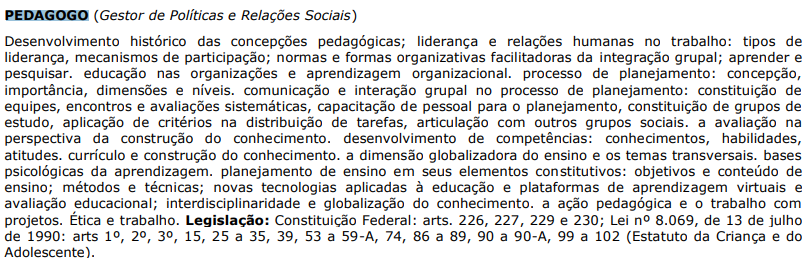 PEDAGOGO (Gestor de Políticas e Relações Sociais)
Desenvolvimento histórico das concepções pedagógicas; liderança e relações humanas no trabalho: tipos de
liderança, mecanismos de participação; normas e formas organizativas facilitadoras da integração grupal; aprender e
pesquisar. educação nas organizações e aprendizagem organizacional. processo de planejamento: concepção,
importância, dimensões e níveis. comunicação e interação grupal no processo de planejamento: constituição de
equipes, encontros e avaliações sistemáticas, capacitação de pessoal para o planejamento, constituição de grupos de
estudo, aplicação de critérios na distribuição de tarefas, articulação com outros grupos sociais. a avaliação na
perspectiva da construção do conhecimento. desenvolvimento de competências: conhecimentos, habilidades,
atitudes. currículo e construção do conhecimento. a dimensão globalizadora do ensino e os temas transversais. bases
psicológicas da aprendizagem. planejamento de ensino em seus elementos constitutivos: objetivos e conteúdo de
ensino; métodos e técnicas; novas tecnologias aplicadas à educação e plataformas de aprendizagem virtuais e
avaliação educacional; interdisciplinaridade e globalização do conhecimento. a ação pedagógica e o trabalho com
projetos. Ética e trabalho. Legislação: Constituição Federal: arts. 226, 227, 229 e 230; Lei nº 8.069, de 13 de julho
de 1990: arts 1º, 2º, 3º, 15, 25 a 35, 39, 53 a 59-A, 74, 86 a 89, 90 a 90-A, 99 a 102 (Estatuto da Criança e do
Adolescente).